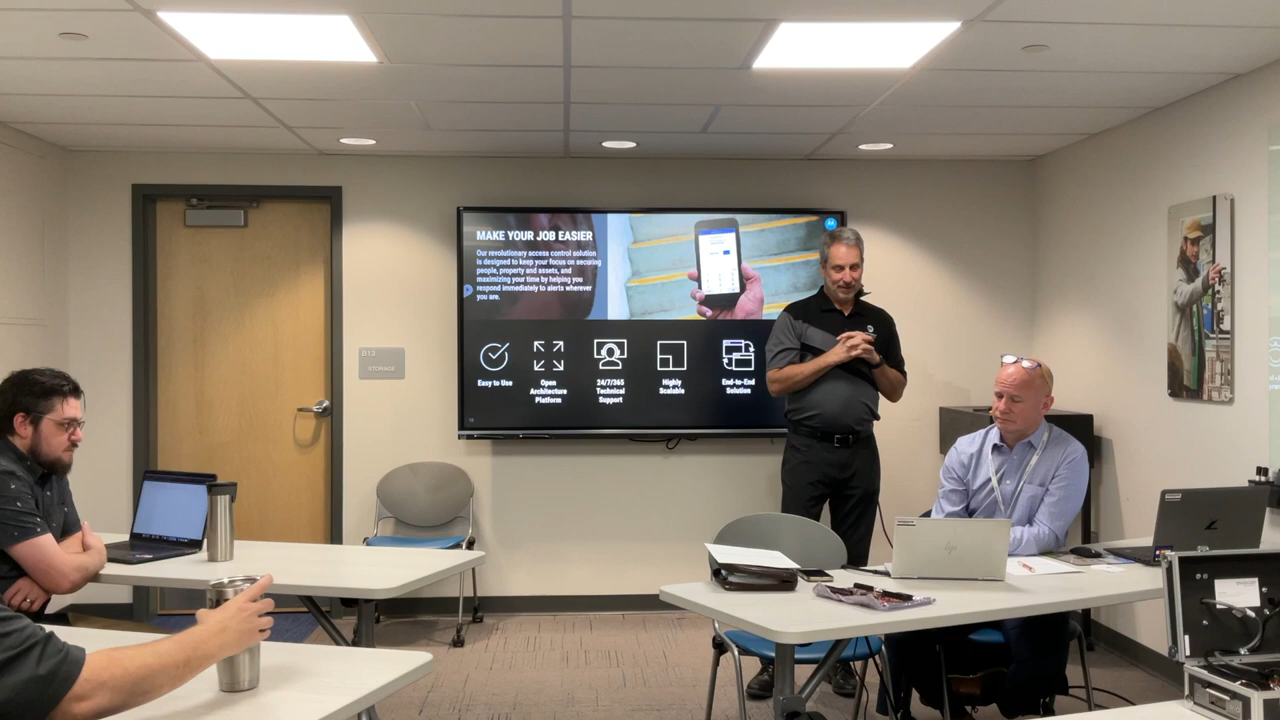 MAKE YOUR JOB EASIER
Our revolutionary access control solution
is designed to keep your focus on securing
people, property and assets, and
maximizing your time by helping you
respond immediately to alerts wherever
you are.
Easy to Use
Open
Architecture
Platform
24/7/365
Technical
Support
Highly
Scalable
End-to-End
Solution
B13
STORAGE
hp